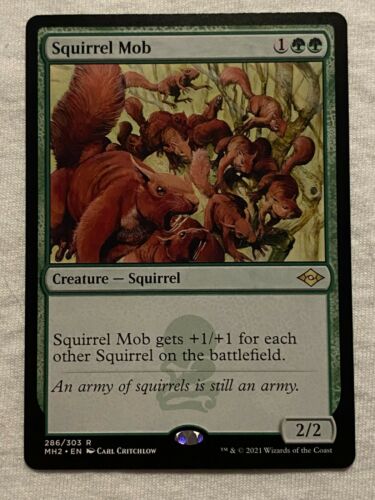 Squirrel Mob 1
Creature — Squirrel
Squirrel Mob gets +1/+1 for each
other Squirrel on the battlefield.
An army of squirrels is still an army.
2/2
286/303 R
MH2 • EN Carl Critchlow
™ & © 2021 Wizards of the Coast